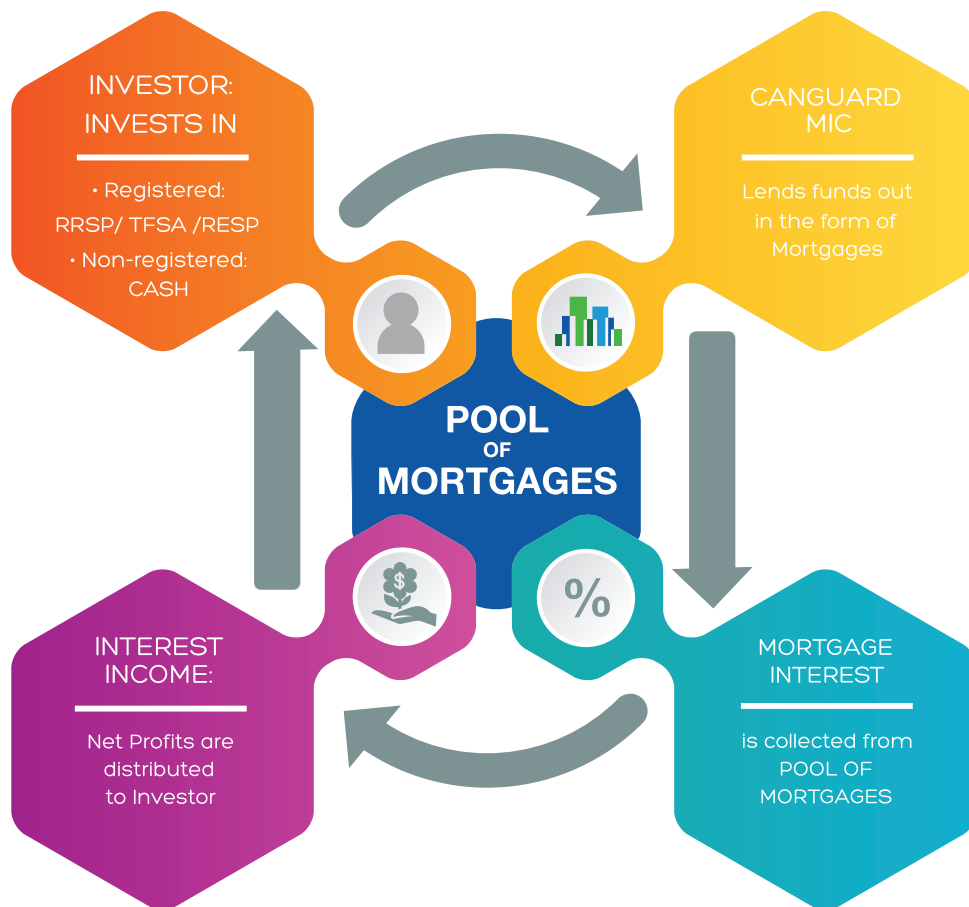 INVESTOR:
INVESTS IN
• Registered:
RRSP/ TFSA /RESP
• Non-registered:
CASH
CANGUARD
MIC
Lends funds out
in the form of
Mortgages
POOL
OF
MORTGAGES
$
%
INTEREST
INCOME:
Net Profits are
distributed
to Investor
MORTGAGE
INTEREST
is collected from
POOL OF
MORTGAGES